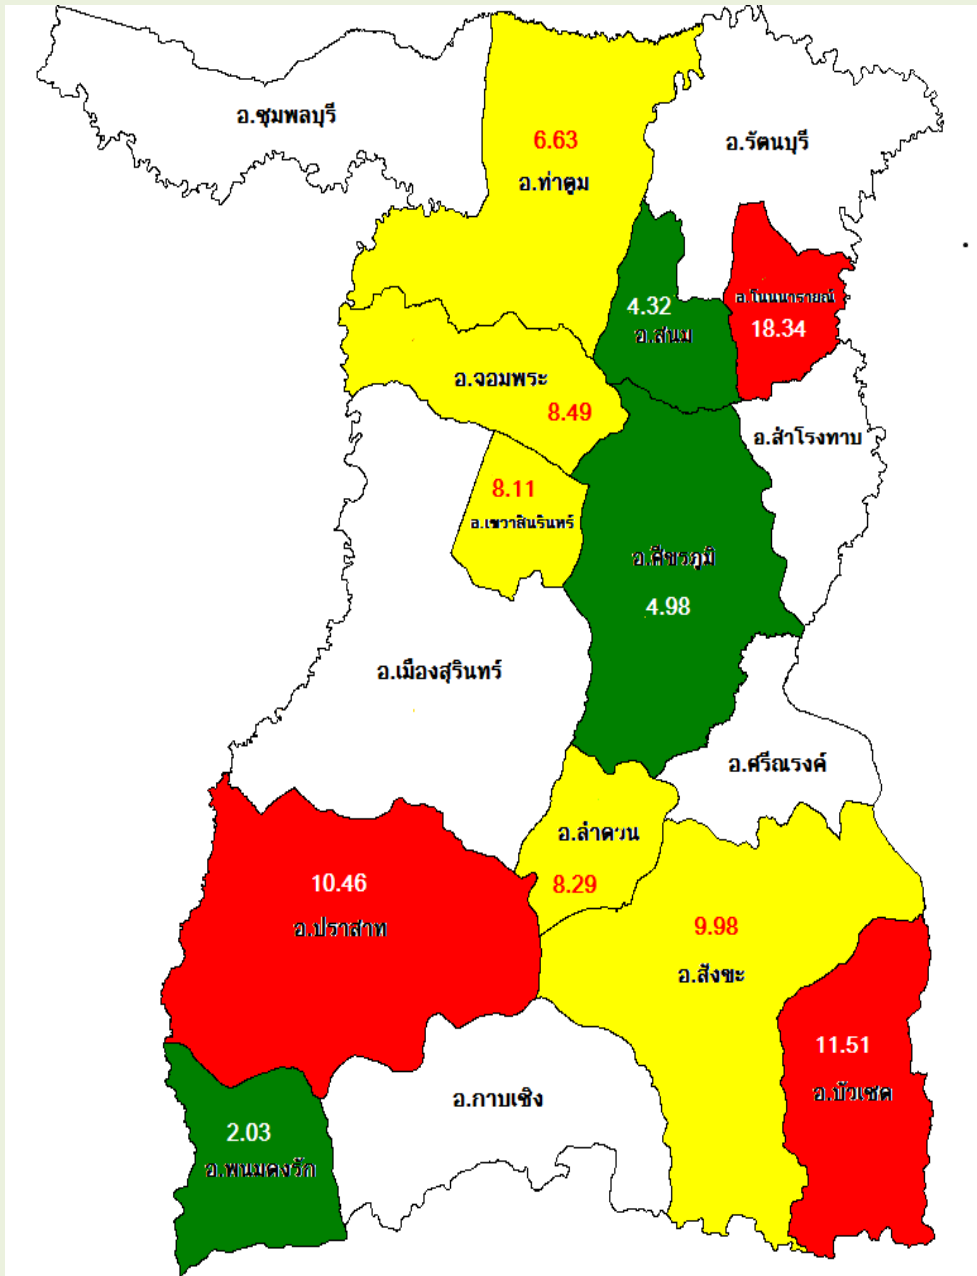 อ.ชุมพลบุรี
6.63
อ.ท่าตูม
อ.รัตนบุรี
4.32
อ.สนม
อ.โนนนารายณ์
18.34
อ.จอมพระ
8.49
อ.สำโรงทาบ
8.11
อ.เขวาสินรินทร์
อ.ศีขรภูมิ
4.98
อ.เมืองสุรินทร์
อ.ศรีณรงค์
อ.ลำดวน
8.29
10.46
อ.ปราสาท
9.98
อ.สังขะ
11.51
อ.บัวเชด
อ.กาบเชิง
2.03
อ.พนมดงรัก